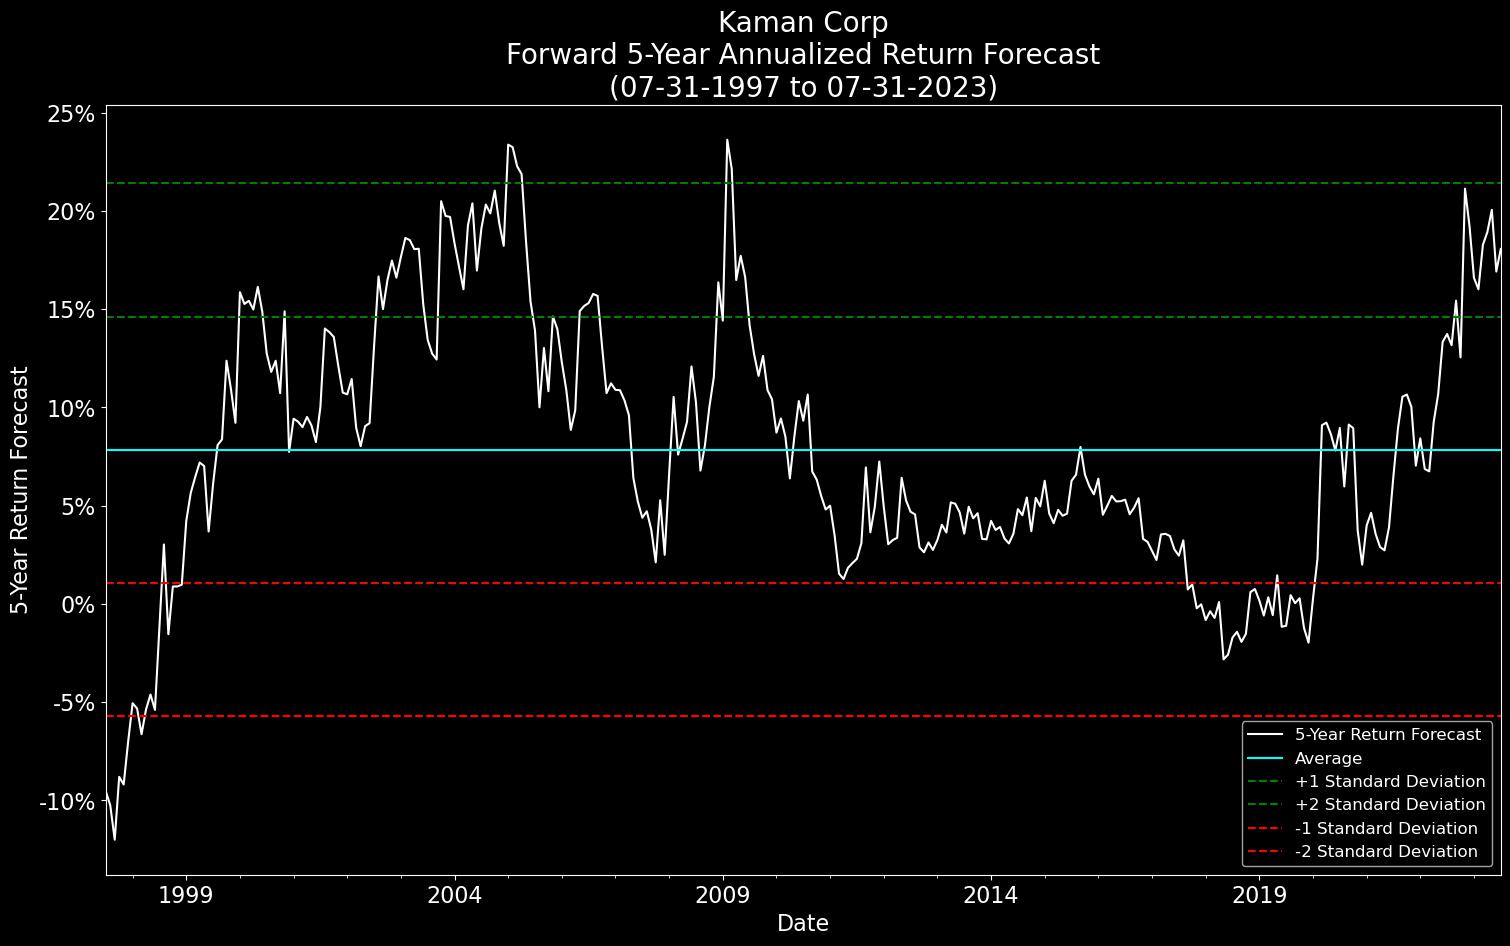 Kaman Corp
Forward 5-Year Annualized Return Forecast
(07-31-1997 to 07-31-2023)
25%
20%
15%
10%
5%
0%
-5%
-10%
5-Year Return Forecast
1999
2004
2009
2014
2019
Date
5-Year Return Forecast
Average
+1 Standard Deviation
+2 Standard Deviation
-1 Standard Deviation
-2 Standard Deviation